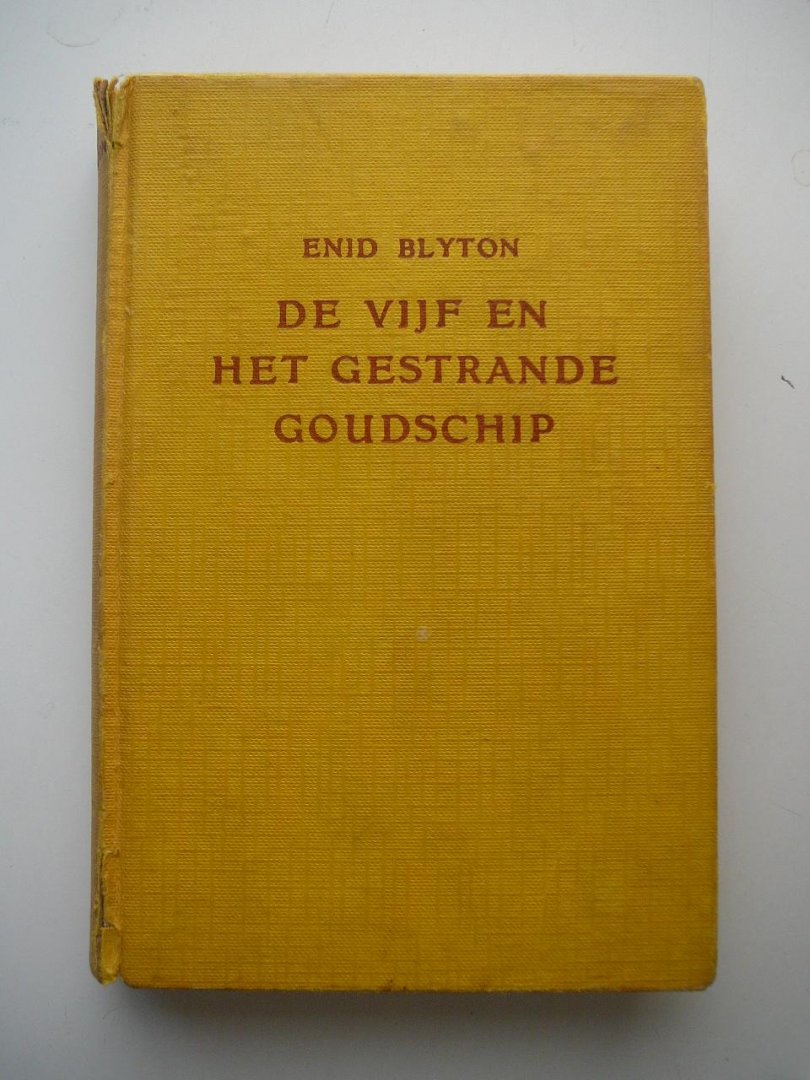 ENID BLYTON
DE VIJF EN
HET GESTRANDE
GOUDSCHIP